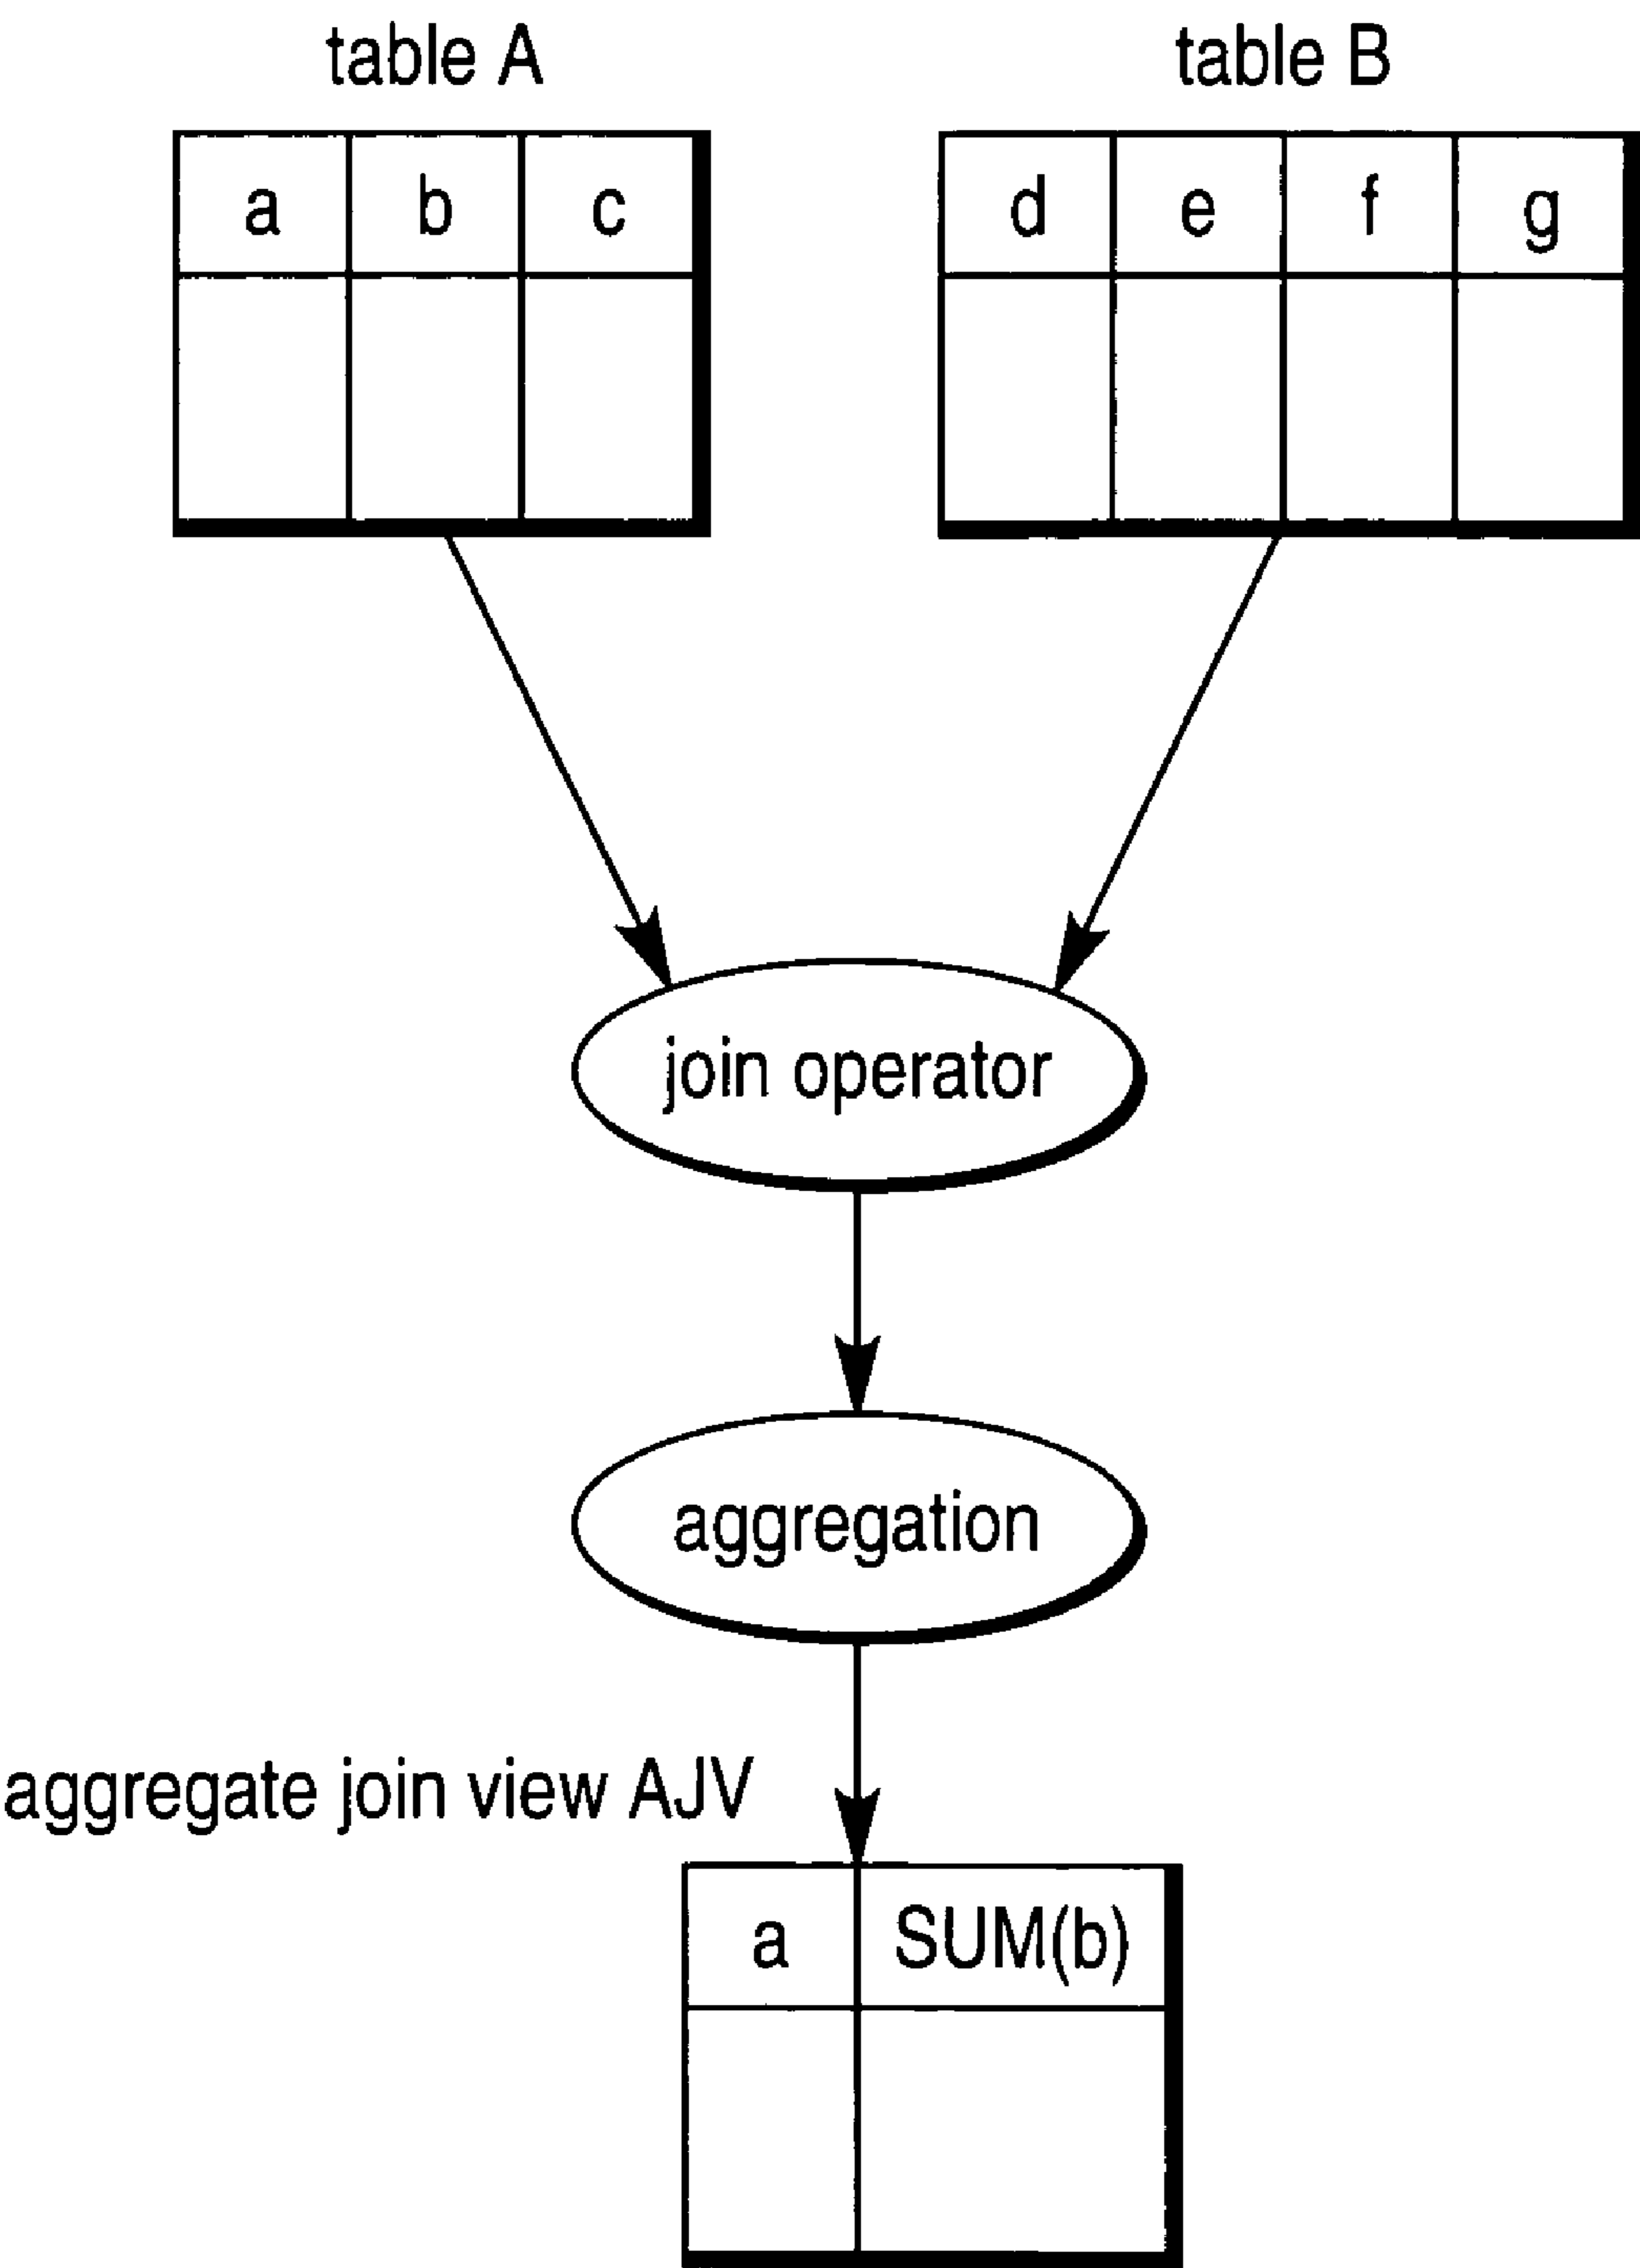 table A
table B
a b c
d e f g
join operator
aggregation
aggregate join view AJV
a SUM(b)